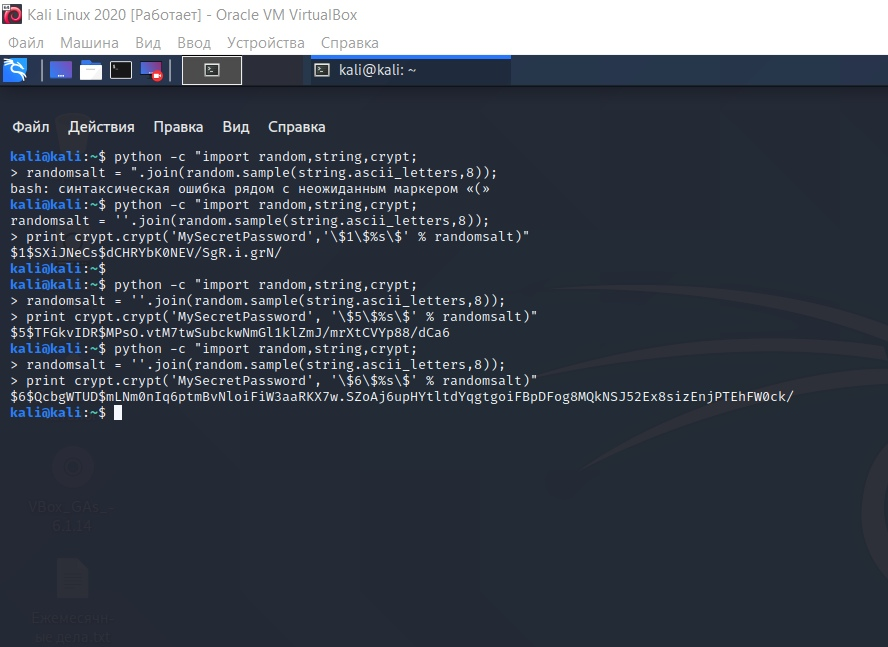 Kali Linux 2020 [Работает] - Oracle VM VirtualBox
Файл Машина Вид Ввод Устройства Справка
kali@kali: ~
Файл Действия Правка Вид Справка
kali@kali:~$ python -c "import random,string,crypt;
> randomsalt = ".join(random.sample(string.ascii_letters,8));
bash: синтаксическая ошибка рядом с неожиданным маркером «(»
kali@kali:~$ python -c "import random,string,crypt;
randomsalt = ''.join(random.sample(string.ascii_letters,8));
> print crypt.crypt('MySecretPassword','\$1\$%s\$' % randomsalt)"
$1$SXiJNeCs$dCHRYbK0NEV/SgR.i.grN/
kali@kali:~$
kali@kali:~$ python -c "import random,string,crypt;
> randomsalt = ''.join(random.sample(string.ascii_letters,8));
> print crypt.crypt('MySecretPassword', '\$5\$%s\$' % randomsalt)"
$5$TFGkvIDR$MPsO.vtM7twSubckwNmGl1klZmJ/mrXtCVYp88/dCa6
kali@kali:~$ python -c "import random,string,crypt;
> randomsalt = ''.join(random.sample(string.ascii_letters,8));
> print crypt.crypt('MySecretPassword', '\$6\$%s\$' % randomsalt)"
$6$QcbgWTUD$mLNm0nIq6ptmBvNloiFiW3aaRKX7w.SZoAj6upHYtltdYqgtgoiFBpDFog8MQkNSJ52Ex8sizEnjPTEhFW0ck/
kali@kali:~$
VBox_GAs_
6.1.14